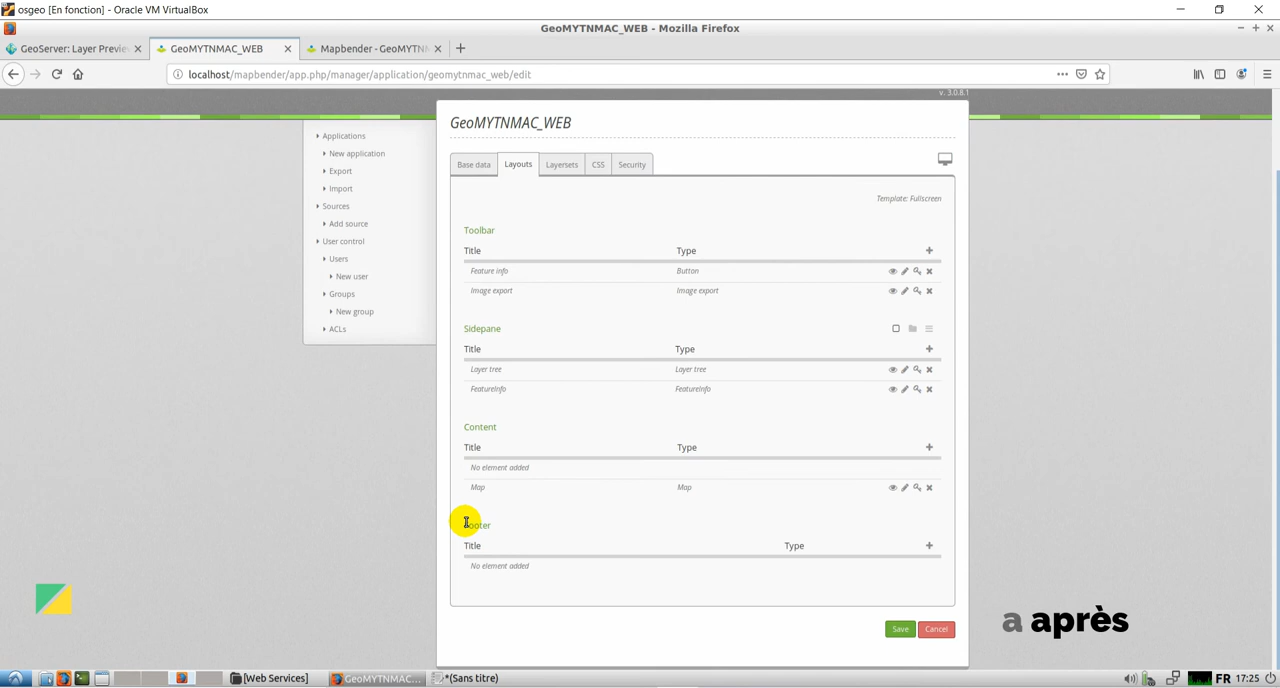 osgeo [En fonction] - Oracle VM VirtualBox
GeoMYTNMAC_WEB - Mozilla Firefox
GeoServer: Layer Previe
GeoMYTNMAC_WEB
Mapbender - GeoMYTN
localhost/mapbender/app.php/manager/application/geomytnmac_web/edit
v. 3.0.8.1
Applications
New application
Export
Import
Sources
Add source
User control
Users
New user
Groups
New group
ACLs
GeoMYTNMAC_WEB
Base data Layouts Layersets CSS Security
Template: Fullscreen
Toolbar
Title Type
Feature info Button
Image export Image export
Sidepane
Title Type
Layer tree Layer tree
FeatureInfo FeatureInfo
Content
Title Type
No element added
Map Map
Footer
Title Type
No element added
Save Cancel
a après
[Web Services] GeoMYTNMAC... *(Sans titre) FR 17:25